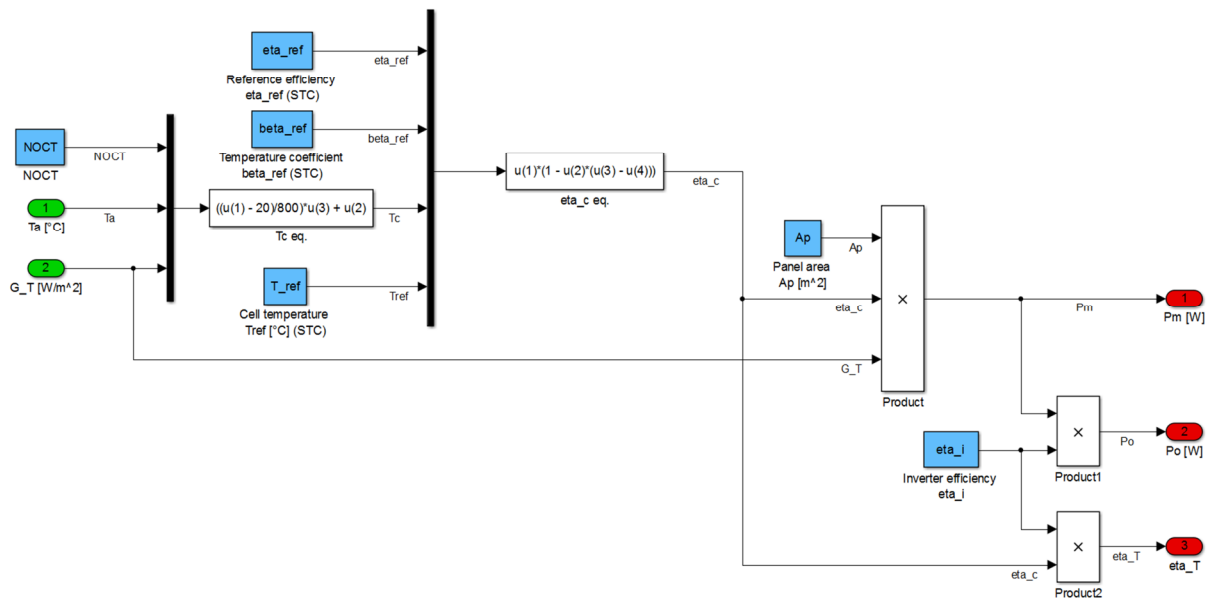 eta_ref
eta_ref
Reference efficiency
eta_ref (STC)
beta_ref
beta_ref
Temperature coefficient
beta_ref (STC)
NOCT
NOCT
NOCT
1
Ta
Ta [°C]
((u(1) - 20)/800)*u(3) + u(2)
Tc
Tc eq.
2
G_T [W/m^2]
T_ref
Tref
Cell temperature
Tref [°C] (STC)
u(1)*(1 - u(2)*(u(3) - u(4)))
eta_c
eta_c eq.
Ap
Ap
Panel area
Ap [m^2]
eta_c
G_T
×
Product
Pm
1
Pm [W]
eta_i
Inverter efficiency
eta_i
×
Product1
Po
2
Po [W]
eta_c
×
Product2
eta_T
3
eta_T